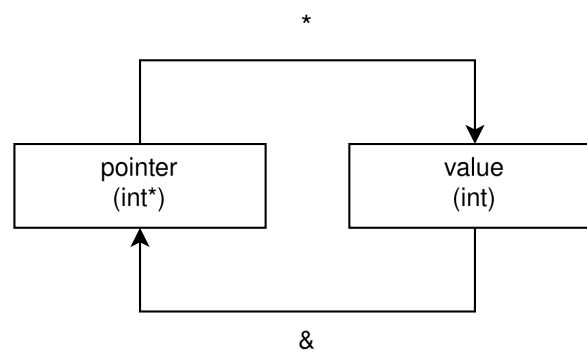 *
pointer
(int*)
value
(int)
&